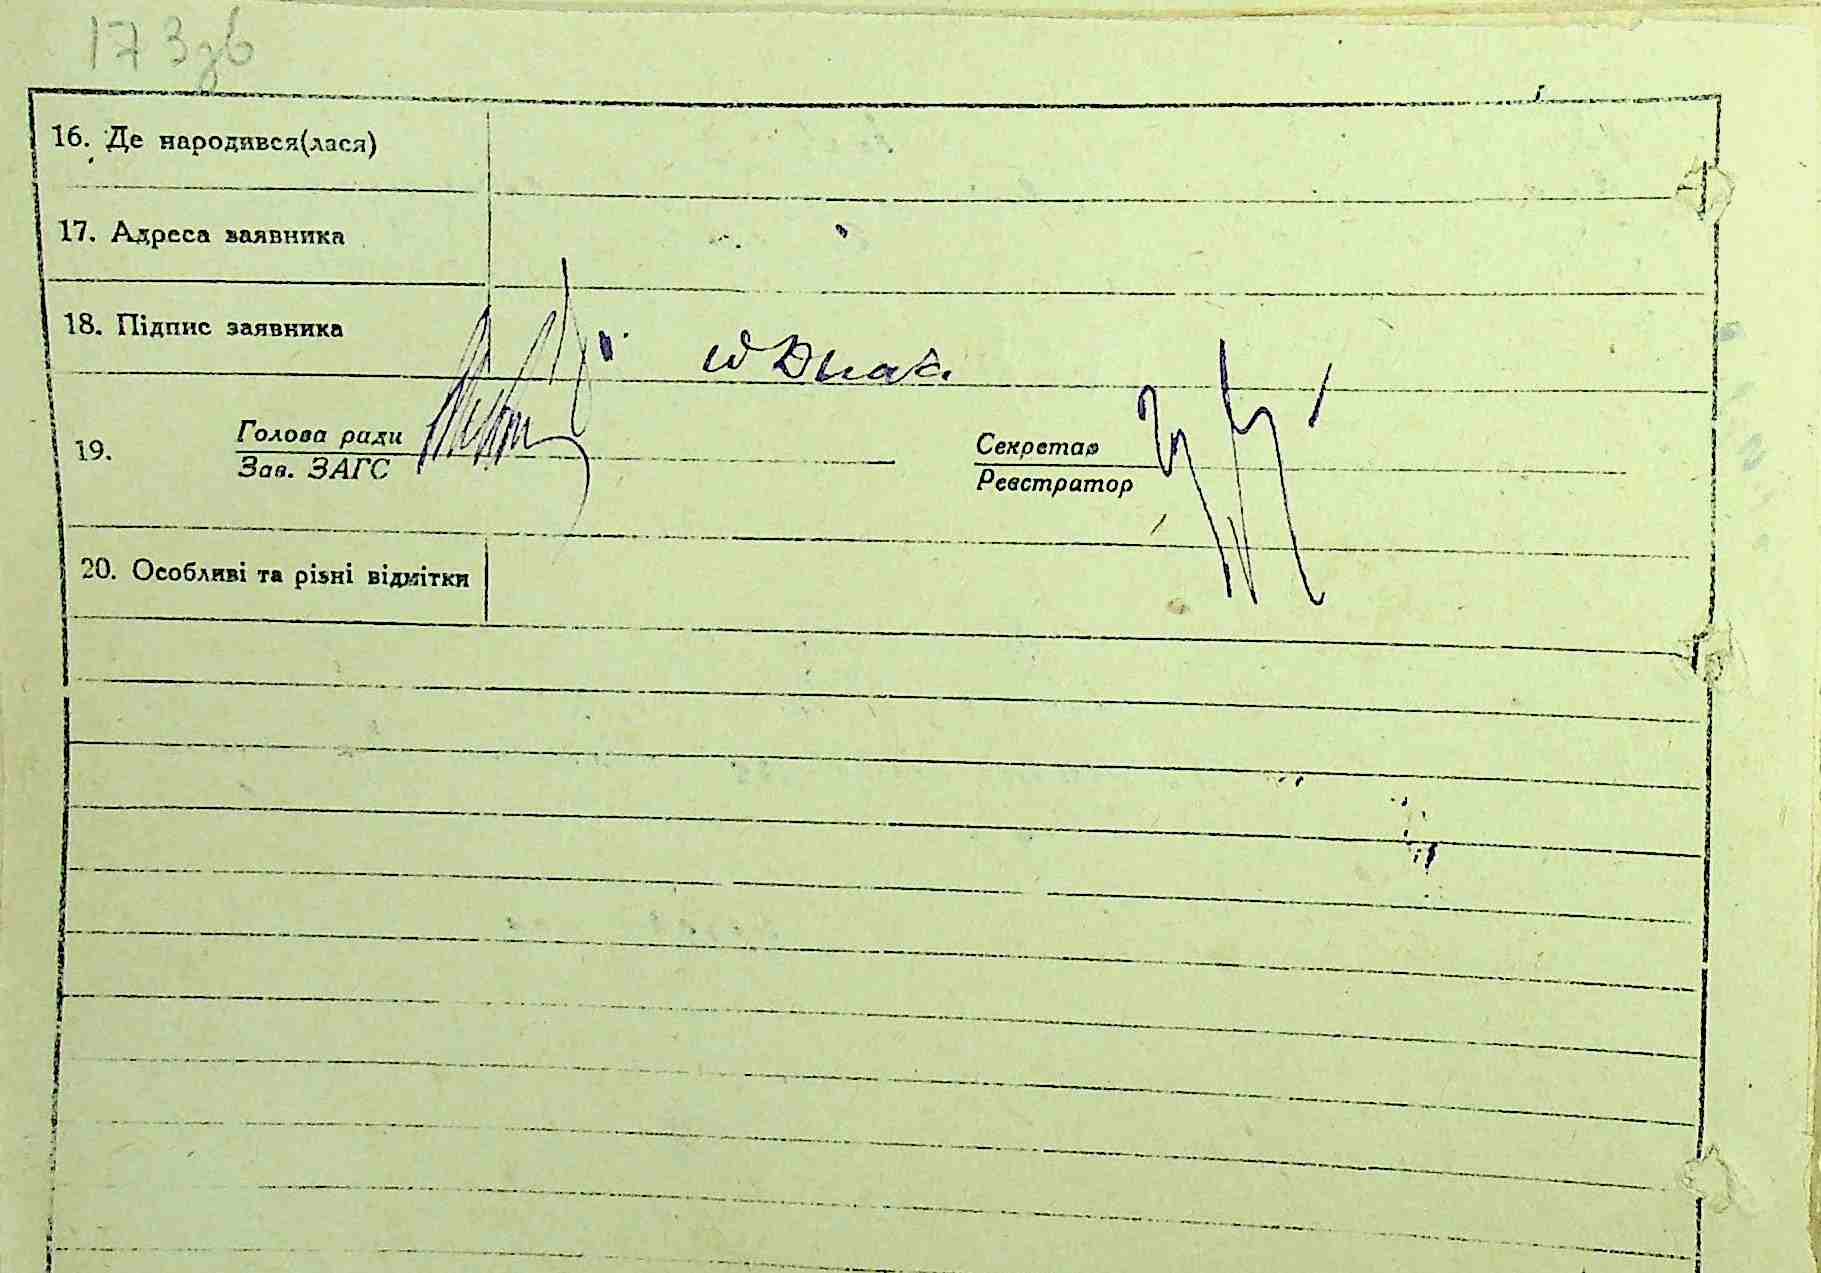 173зв
16. Де народився(лася)
17. Адреса заявника
18. Підпис заявника
19. Голова ради Секретар
Зав. ЗАГС Реєстратор
20. Особливі та різні відмітки